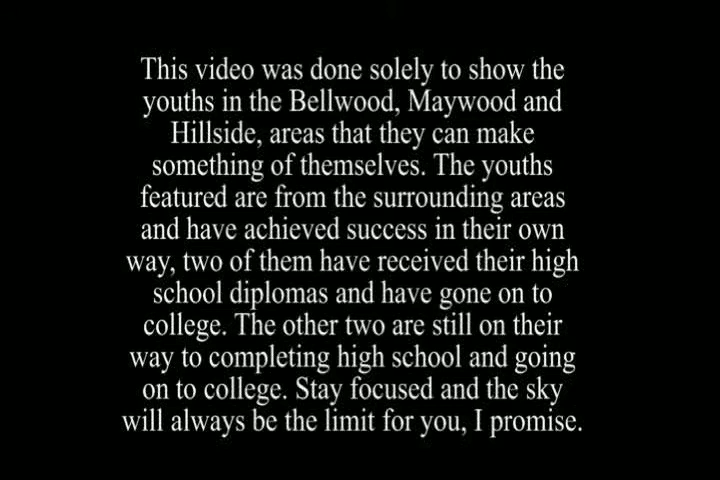 This video was done solely to show the
youths in the Bellwood, Maywood and
Hillside, areas that they can make
something of themselves. The youths
featured are from the surrounding areas
and have achieved success in their own
way, two of them have received their high
school diplomas and have gone on to
college. The other two are still on their
way to completing high school and going
on to college. Stay focused and the sky
will always be the limit for you, I promise.